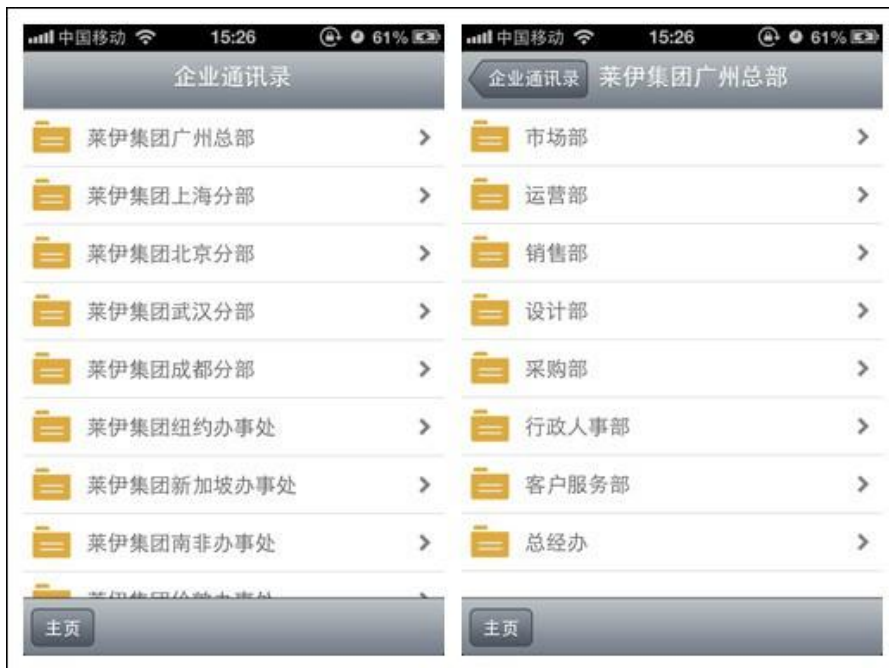 中国移动 15:26 61%
企业通讯录
莱伊集团广州总部
莱伊集团上海分部
莱伊集团北京分部
莱伊集团武汉分部
莱伊集团成都分部
莱伊集团纽约办事处
莱伊集团新加坡办事处
莱伊集团南非办事处
主页
中国移动 15:26 61%
企业通讯录 莱伊集团广州总部
市场部
运营部
销售部
设计部
采购部
行政人事部
客户服务部
总经办
主页